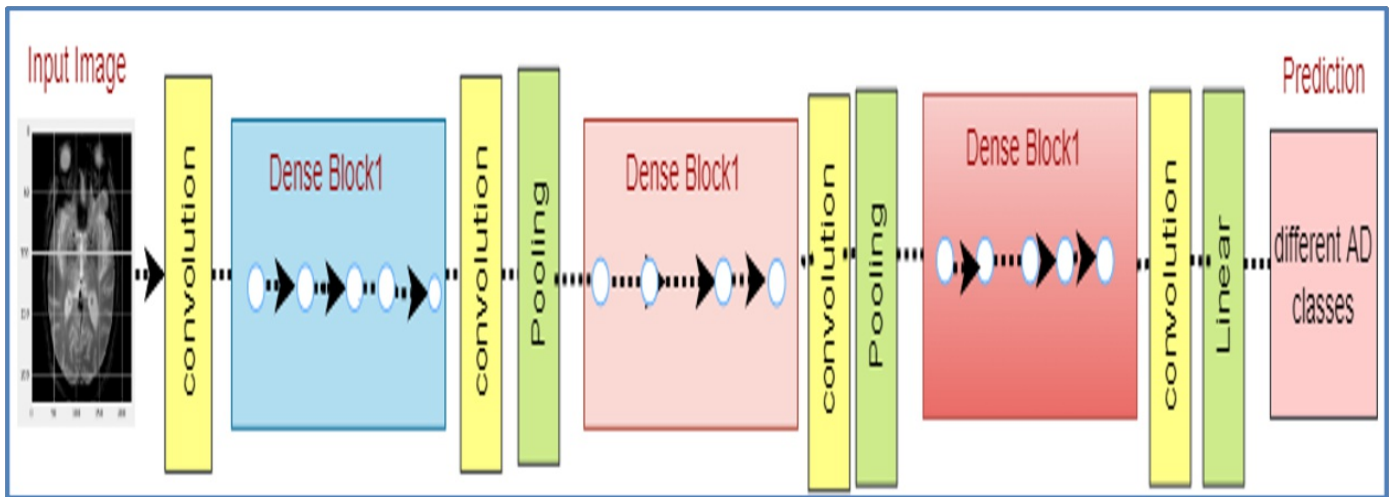 Input Image
convolution
Dense Block1
convolution
Pooling
Dense Block1
convolution
Pooling
Dense Block1
convolution
Linear
Prediction
different AD
classes